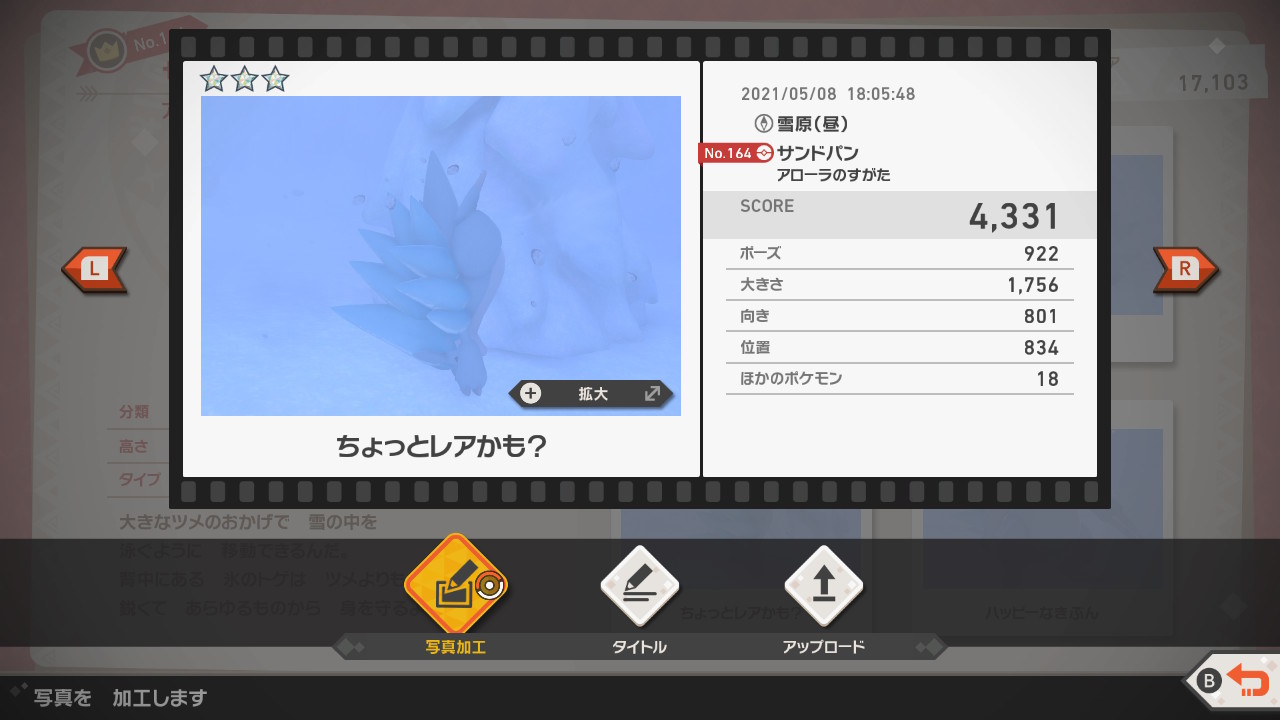 No.1
17,103
2021/05/08 18:05:48
雪原(昼)
No.164 サンドパン
アローラのすがた
SCORE 4,331
ポーズ 922
大きさ 1,756
向き 801
位置 834
ほかのポケモン 18
L
R
拡大
ちょっとレアかも?
分類
高さ
タイプ
大きなツメのおかげで 雪の中を
泳ぐように 移動できるんだ。
背中にある 氷のトゲは ツメよりも
あらゆるものから 身を守る
ちょっとレアかも?
ハッピーなきぶん
写真加工
タイトル
アップロード
写真を 加工します
B